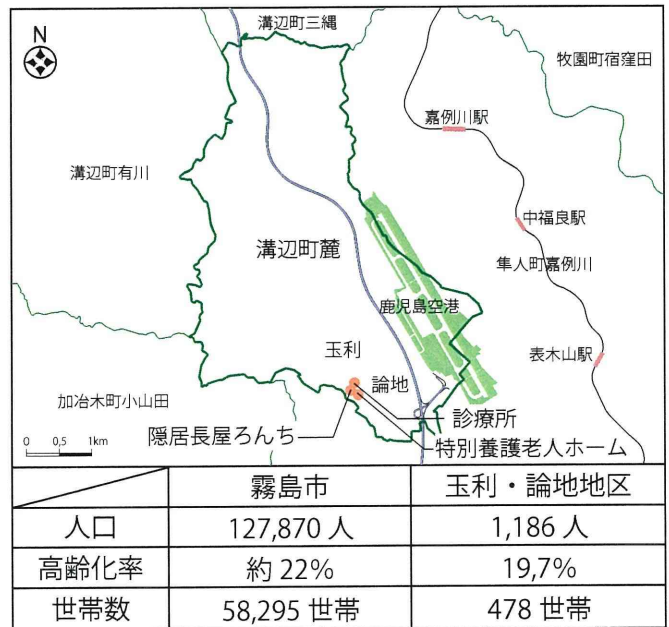 溝辺町三縄
N
牧園町宿窪田
嘉例川駅
溝辺町有川
中福良駅
溝辺町麓
隼人町嘉例川
鹿児島空港
玉利
表木山駅
論地
加治木町小山田
診療所
隠居長屋ろんち
特別養護老人ホーム
0 0,5 1km
霧島市 玉利・論地地区
人口 127,870 人 1,186 人
高齢化率 約 22% 19,7%
世帯数 58,295 世帯 478 世帯